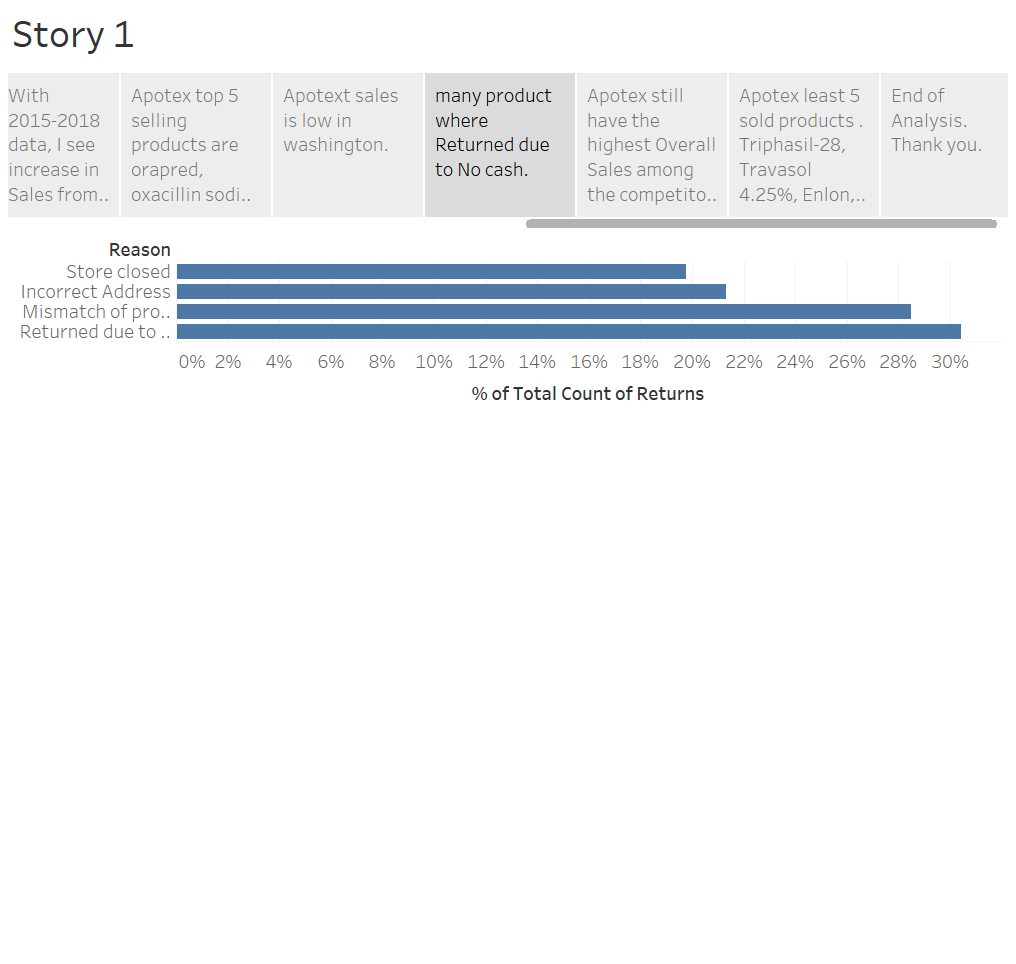 Story 1
With
2015-2018
data, I see
increase in
Sales from..
Apotex top 5
selling
products are
orapred,
oxacillin sodi..
Apotext sales
is low in
washington.
many product
where
Returned due
to No cash.
Apotex still
have the
highest Overall
Sales among
the competito..
Apotex least 5
sold products .
Triphasil-28,
Travasol
4.25%, Enlon,..
End of
Analysis.
Thank you.
Reason
Store closed
Incorrect Address
Mismatch of pro..
Returned due to ..
0% 2% 4% 6% 8% 10% 12% 14% 16% 18% 20% 22% 24% 26% 28% 30%
% of Total Count of Returns